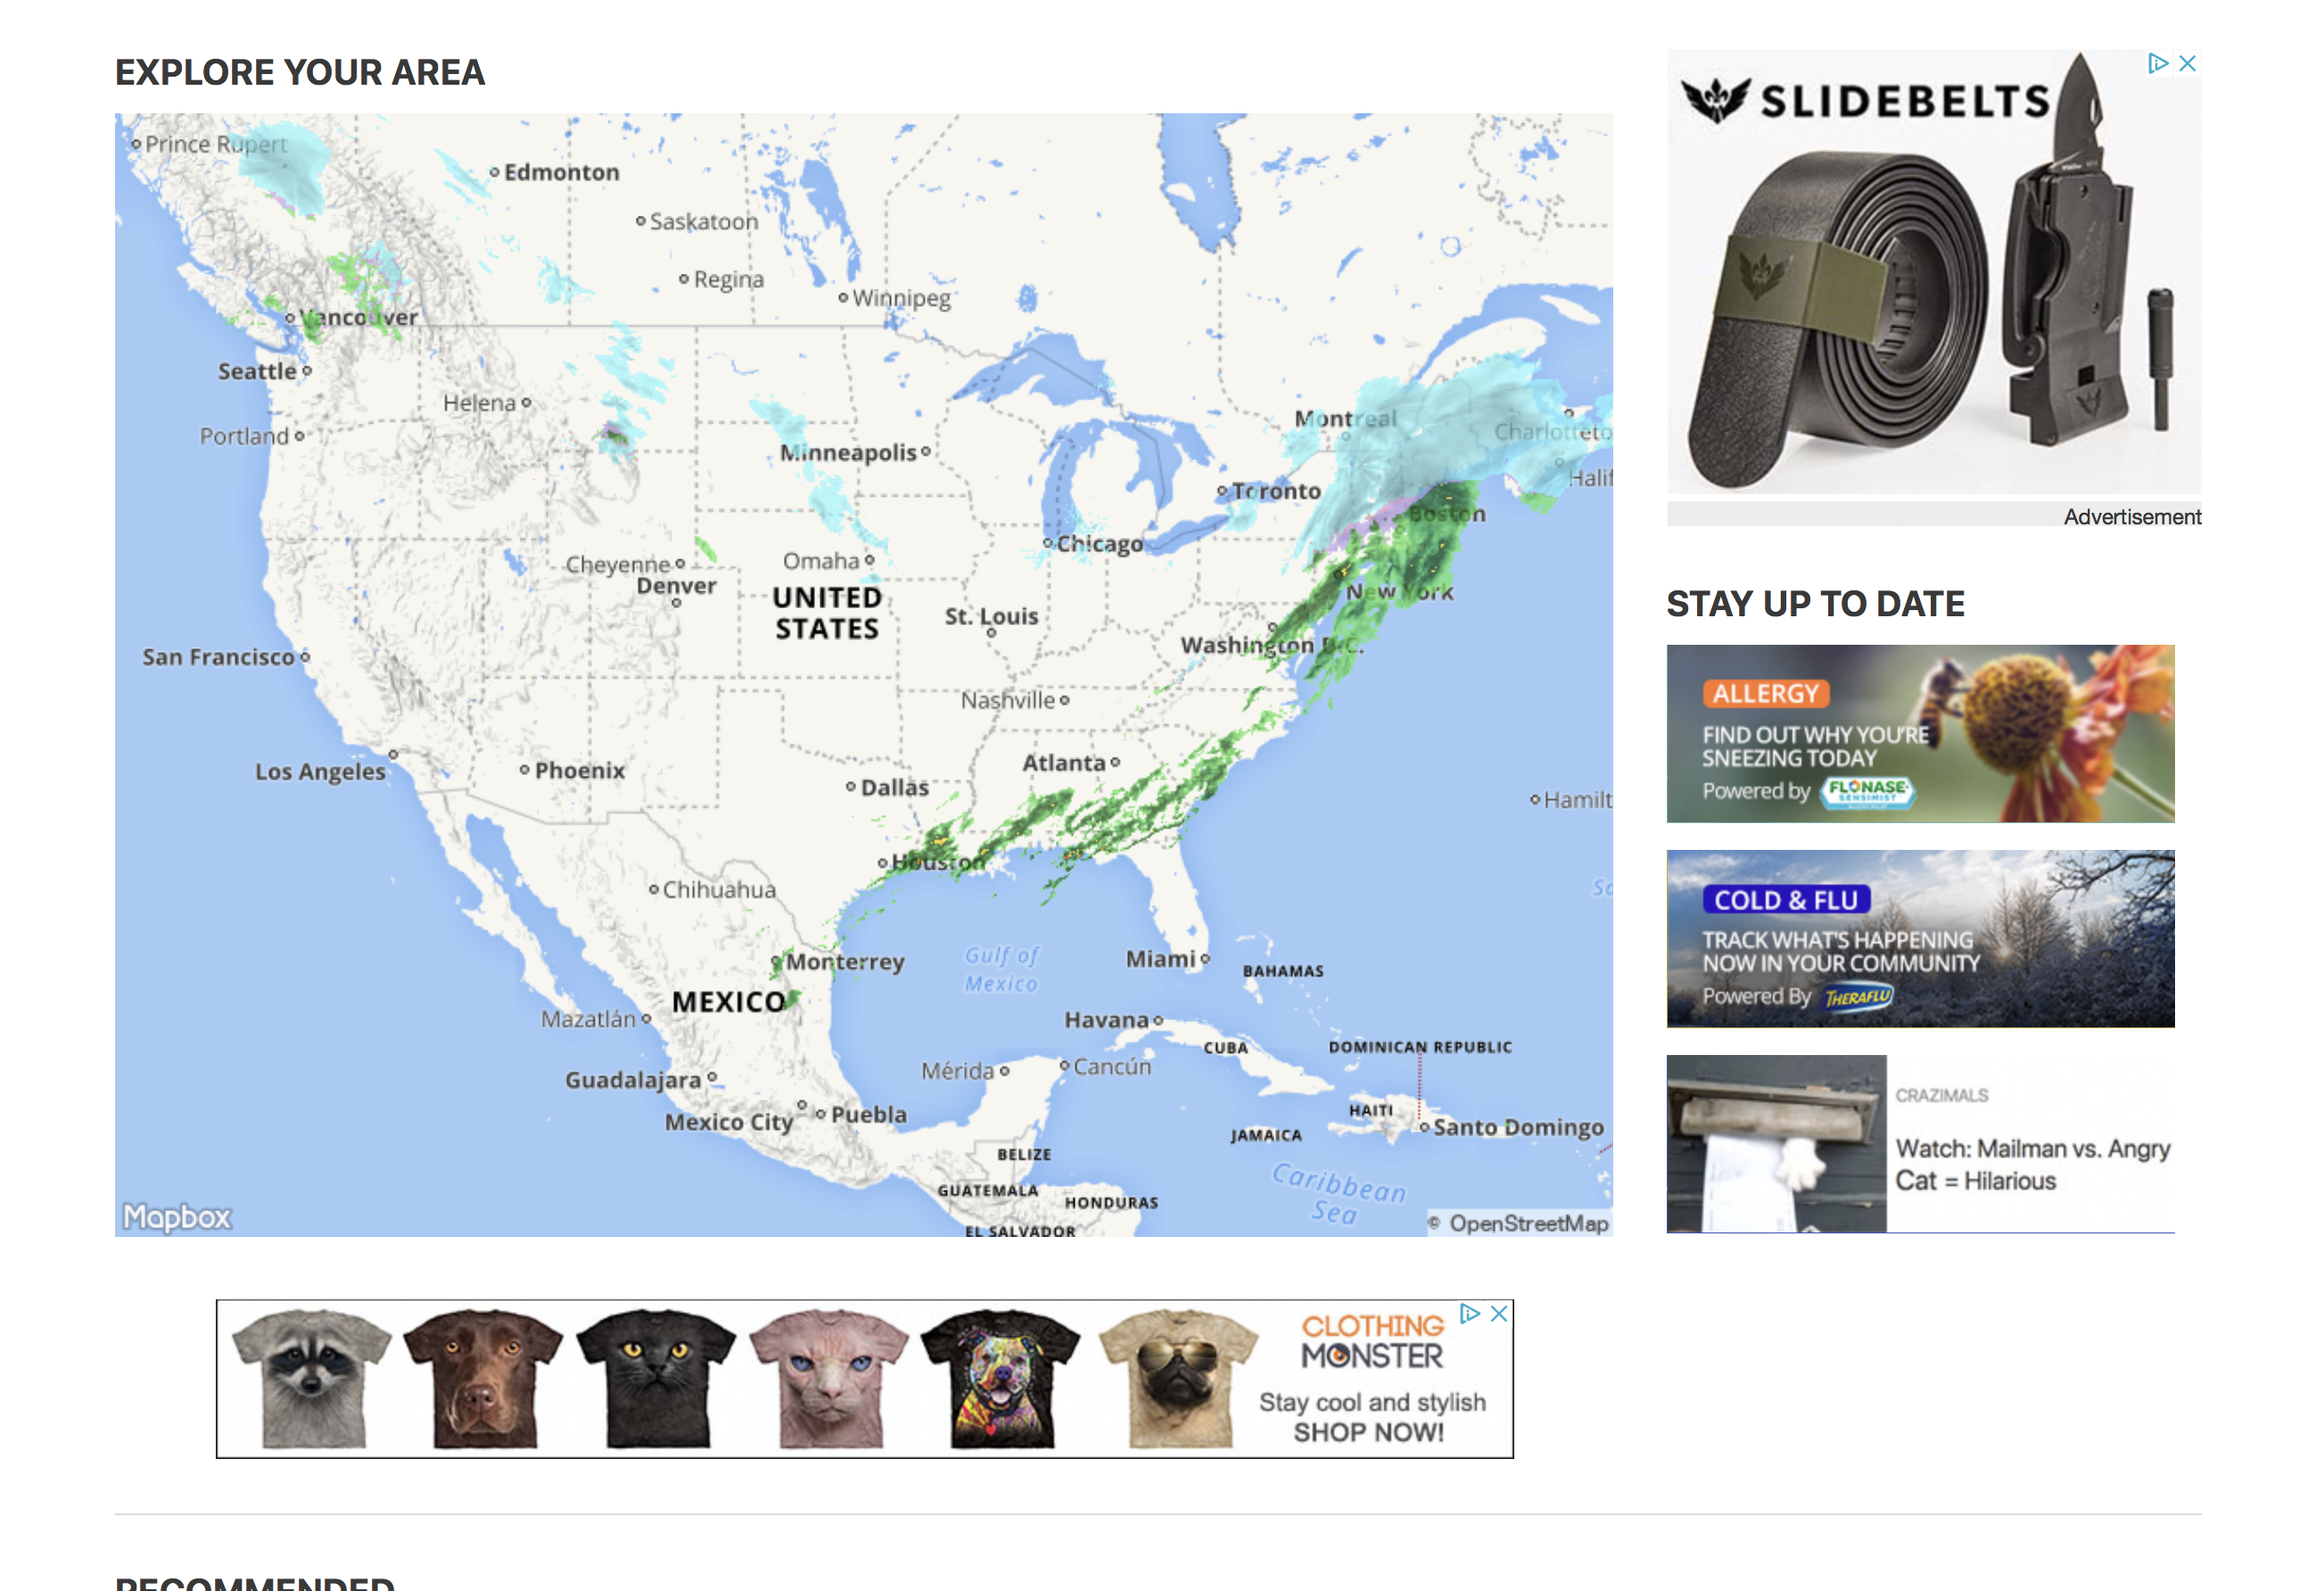 EXPLORE YOUR AREA
Prince Rupert
Edmonton
Saskatoon
Regina
Winnipeg
Vancouver
Seattle
Helena
Portland
Montreal
Charlotteto
Minneapolis
Toronto
Halif
Boston
Chicago
Cheyenne
Omaha
Denver
New York
UNITED
STATES
St. Louis
Washington D.C.
San Francisco
Nashville
Los Angeles
Phoenix
Atlanta
Dallas
Hamilt
Houston
Chihuahua
Monterrey
Gulf of
Mexico
Miami
BAHAMAS
MEXICO
Mazatlán
Havana
CUBA
DOMINICAN REPUBLIC
Mérida
Cancún
Guadalajara
Mexico City
Puebla
HAITI
JAMAICA
Santo Domingo
BELIZE
GUATEMALA
HONDURAS
Caribbean
Sea
EL SALVADOR
Mapbox
© OpenStreetMap
SLIDEBELTS
Advertisement
STAY UP TO DATE
ALLERGY
FIND OUT WHY YOU'RE
SNEEZING TODAY
Powered by FLONASE
SENSIMIST
COLD & FLU
TRACK WHAT'S HAPPENING
NOW IN YOUR COMMUNITY
Powered By THERAFLU
CRAZIMALS
Watch: Mailman vs. Angry
Cat = Hilarious
CLOTHING
MONSTER
Stay cool and stylish
SHOP NOW!
RECOMMENDED